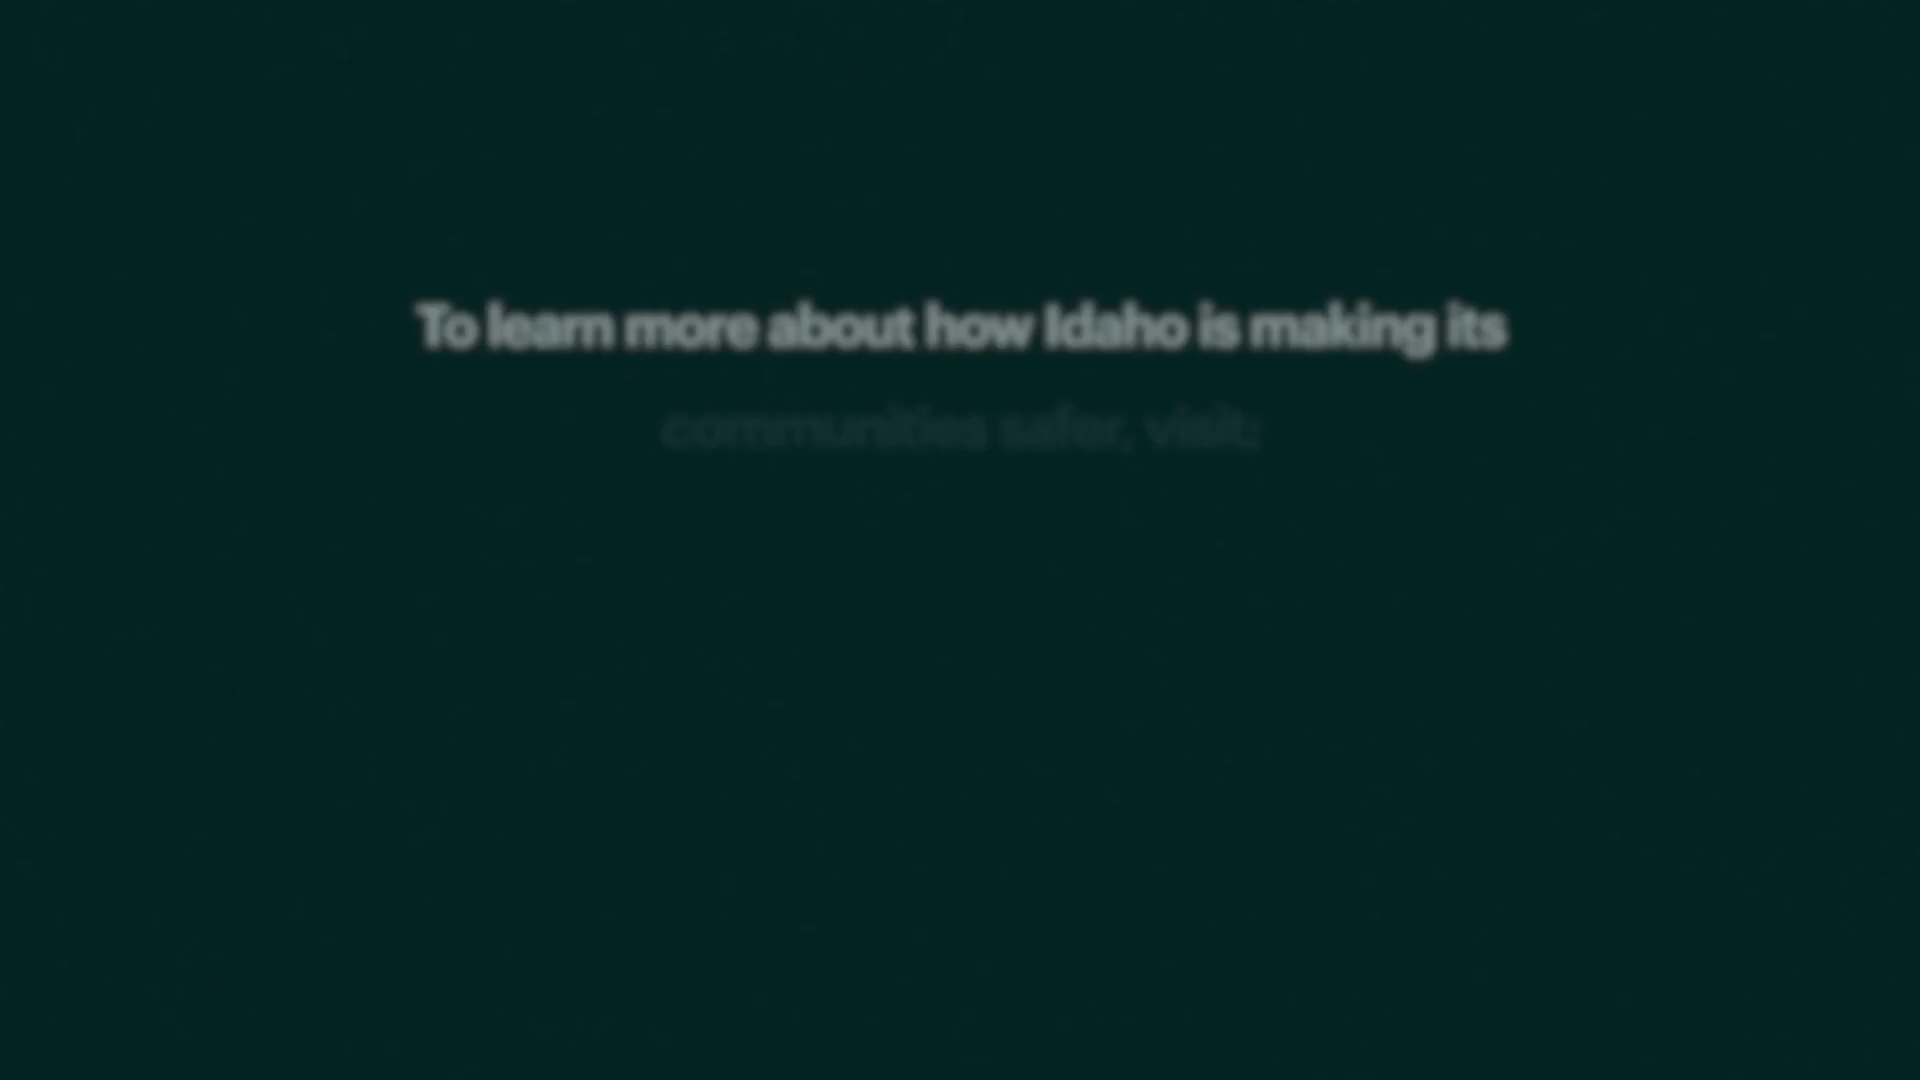 To learn more about how Idaho is making its
communities safer, visit: